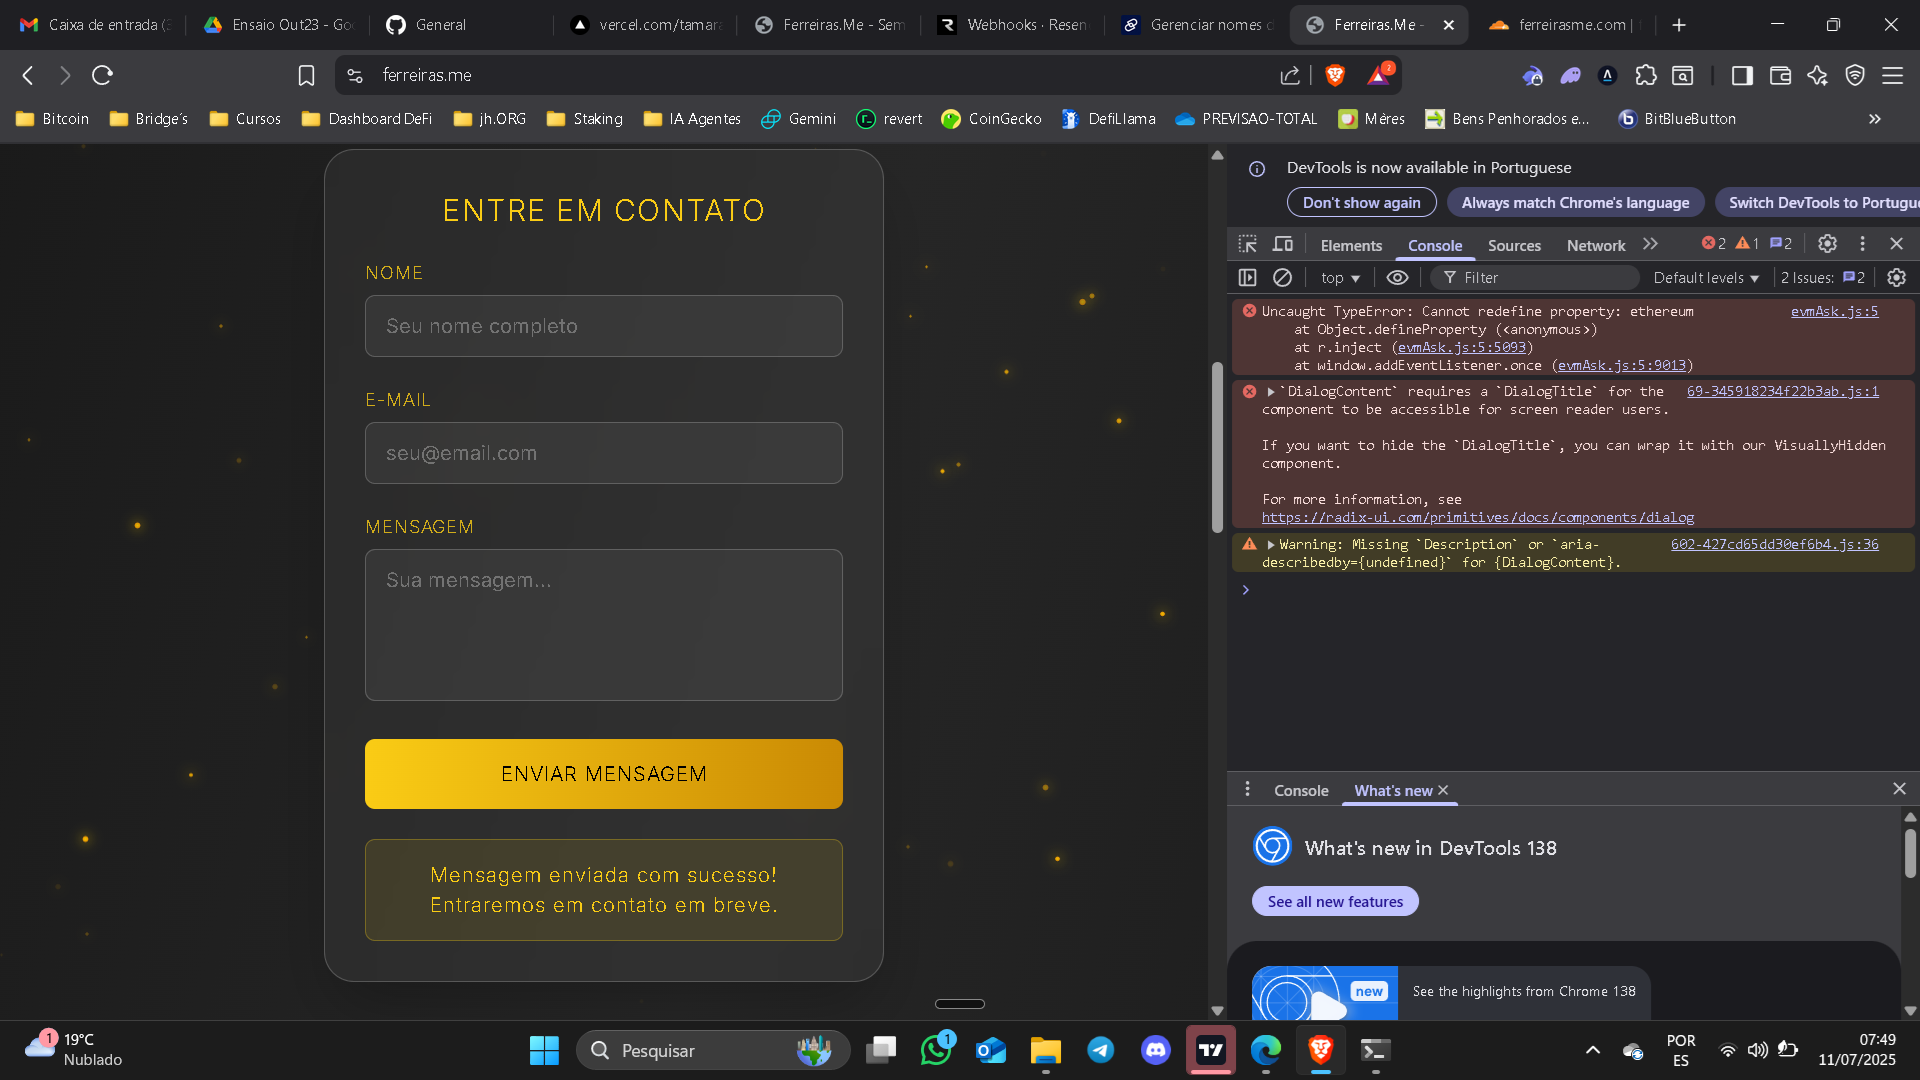 Caixa de entrada (3
Ensaio Out23 - Goo
General
vercel.com/tamara
Ferreiras.Me - Sem
Webhooks · Resen
Gerenciar nomes d
Ferreiras.Me -
ferreirasme.com |
ferreiras.me
2
Bitcoin
Bridge´s
Cursos
Dashboard DeFi
jh.ORG
Staking
IA Agentes
Gemini
revert
CoinGecko
DefiLlama
PREVISAO-TOTAL
Mères
Bens Penhorados e...
BitBlueButton
ENTRE EM CONTATO
NOME
Seu nome completo
E-MAIL
seu@email.com
MENSAGEM
Sua mensagem...
ENVIAR MENSAGEM
Mensagem enviada com sucesso!
Entraremos em contato em breve.
DevTools is now available in Portuguese
Don't show again
Always match Chrome's language
Switch DevTools to Portugu
Elements
Console
Sources
Network
2
1
2
top
Filter
Default levels
2 Issues:
2
Uncaught TypeError: Cannot redefine property: ethereum evmAsk.js:5
at Object.defineProperty (<anonymous>)
at r.inject (evmAsk.js:5:5093)
at window.addEventListener.once (evmAsk.js:5:9013)
`DialogContent` requires a `DialogTitle` for the 69-345918234f22b3ab.js:1
component to be accessible for screen reader users.
If you want to hide the `DialogTitle`, you can wrap it with our VisuallyHidden
component.
For more information, see
https://radix-ui.com/primitives/docs/components/dialog
Warning: Missing `Description` or `aria- 602-427cd65dd30ef6b4.js:36
describedby={undefined}` for {DialogContent}.
Console
What's new
What's new in DevTools 138
See all new features
new
See the highlights from Chrome 138
1
19°C
Nublado
Pesquisar
1
POR
ES
07:49
11/07/2025